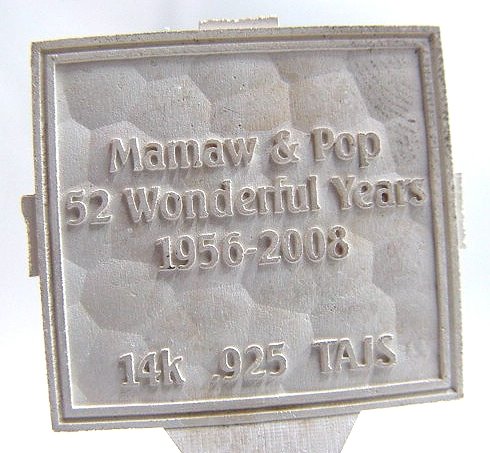 Mamaw & Pop
52 Wonderful Years
1956-2008
14k .925 TAJS